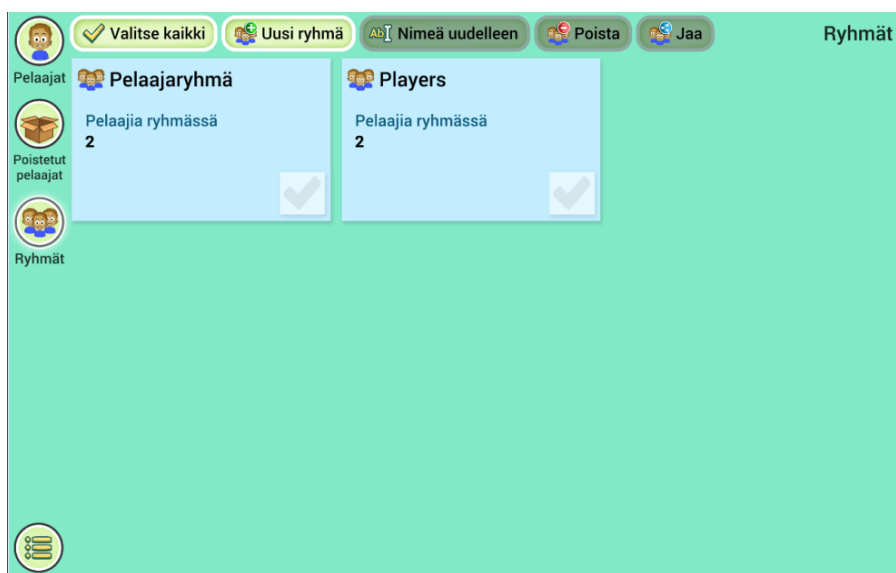 Valitse kaikki
Uusi ryhmä
Ab Nimeä uudelleen
Poista
Jaa
Ryhmät
Pelaajat
Pelaajaryhmä
Pelaajia ryhmässä
2
Players
Pelaajia ryhmässä
2
Poistetut
pelaajat
Ryhmät